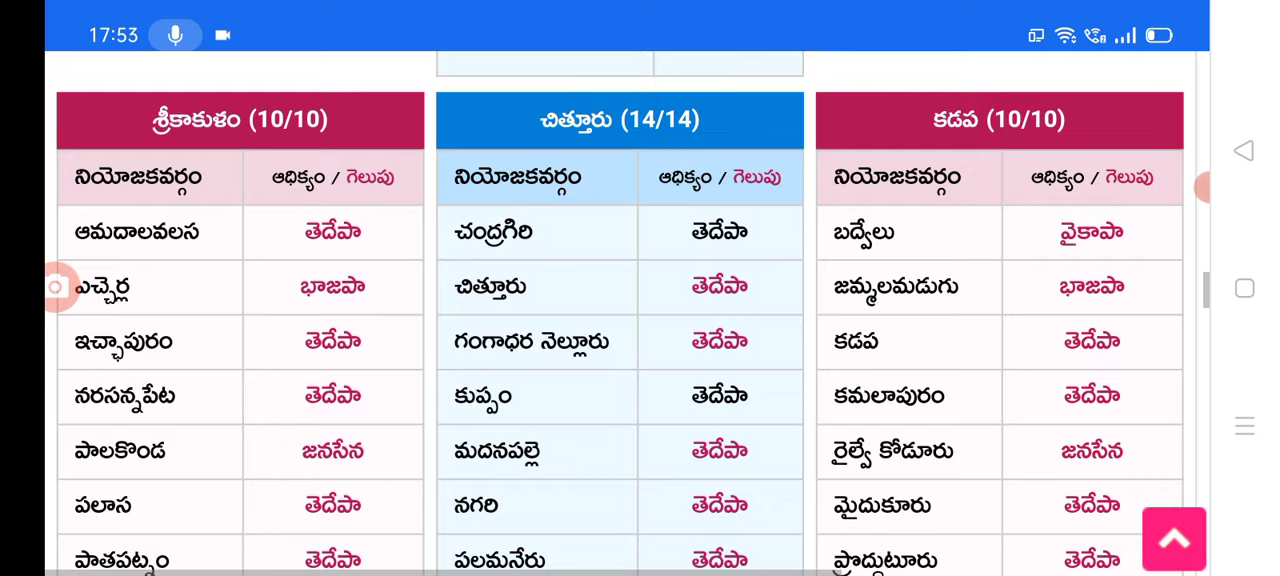 17:53
శ్రీకాకుళం (10/10)
నియోజకవర్గం ఆధిక్యం / గెలుపు
ఆమదాలవలస తెదేపా
ఎచ్చెర్ల భాజపా
ఇచ్ఛాపురం తెదేపా
నరసన్నపేట తెదేపా
పాలకొండ జనసేన
పలాస తెదేపా
పాతపట్నం తెదేపా
చిత్తూరు (14/14)
నియోజకవర్గం ఆధిక్యం / గెలుపు
చంద్రగిరి తెదేపా
చిత్తూరు తెదేపా
గంగాధర నెల్లూరు తెదేపా
కుప్పం తెదేపా
మదనపల్లె తెదేపా
నగరి తెదేపా
పలమనేరు తెదేపా
కడప (10/10)
నియోజకవర్గం ఆధిక్యం / గెలుపు
బద్వేలు వైకాపా
జమ్మలమడుగు భాజపా
కడప తెదేపా
కమలాపురం తెదేపా
రైల్వే కోడూరు జనసేన
మైదుకూరు తెదేపా
ప్రొద్దుటూరు తెదేపా